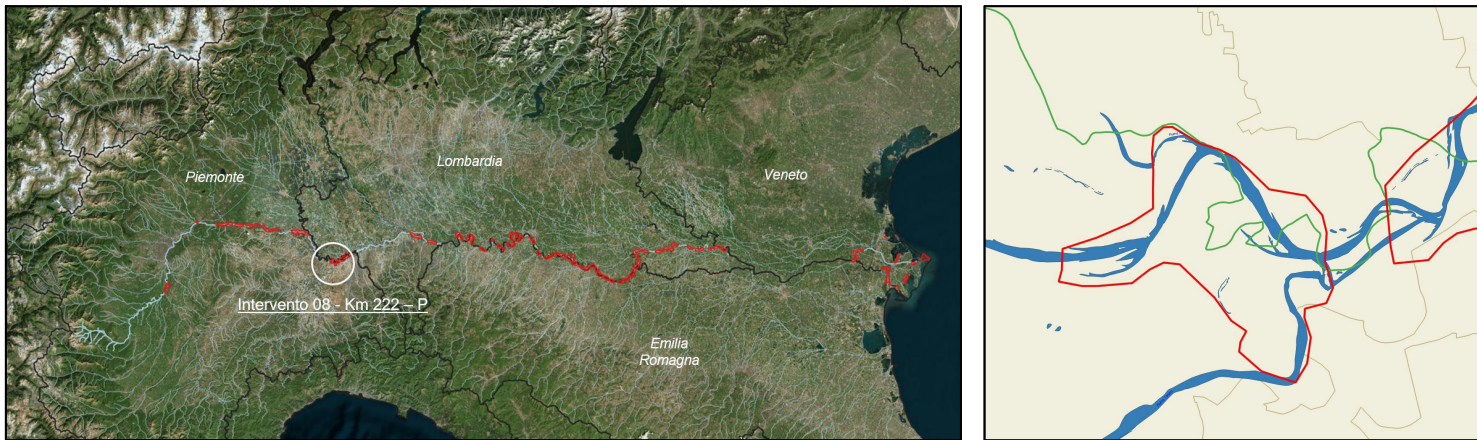 Piemonte
Lombardia
Veneto
Intervento 08 - Km 222 – P
Emilia
Romagna